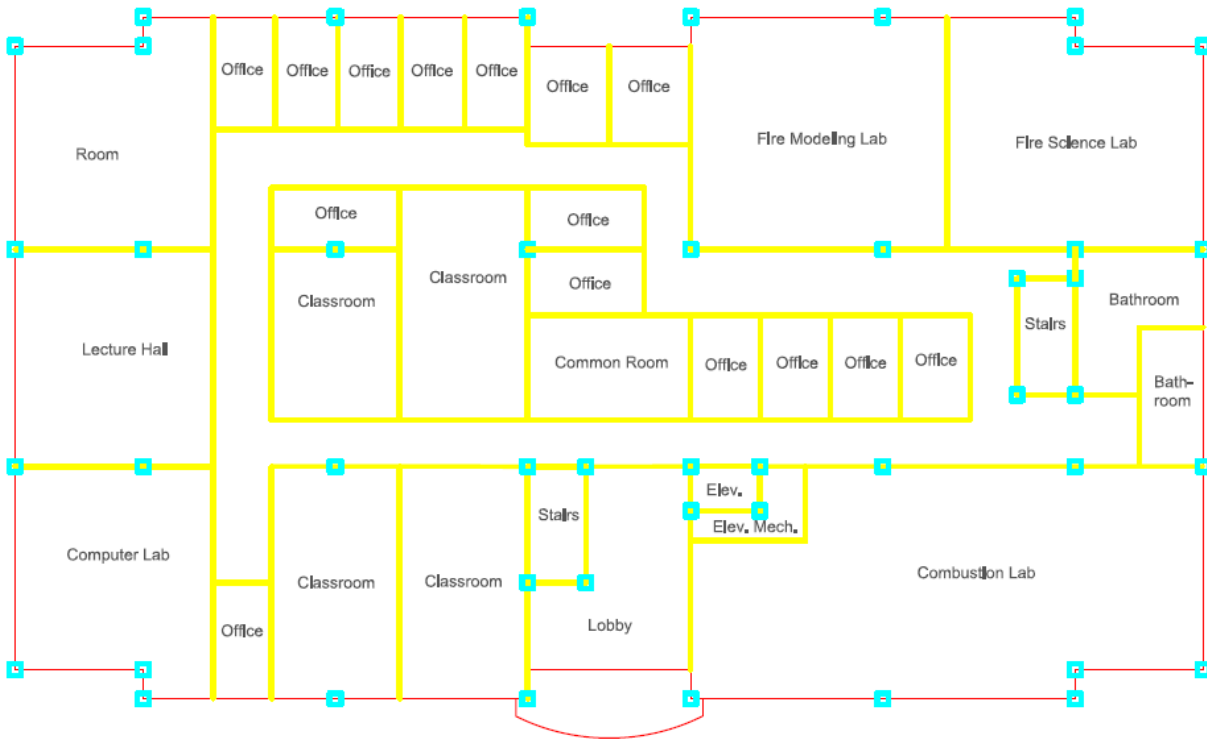 Office
Office
Office
Office
Office
Office
Office
Room
Fire Modeling Lab
Fire Science Lab
Office
Office
Classroom
Classroom
Office
Bathroom
Stairs
Lecture Hall
Common Room
Office
Office
Office
Office
Bath-
room
Elev.
Stairs
Elev. Mech.
Computer Lab
Classroom
Classroom
Combustion Lab
Office
Lobby